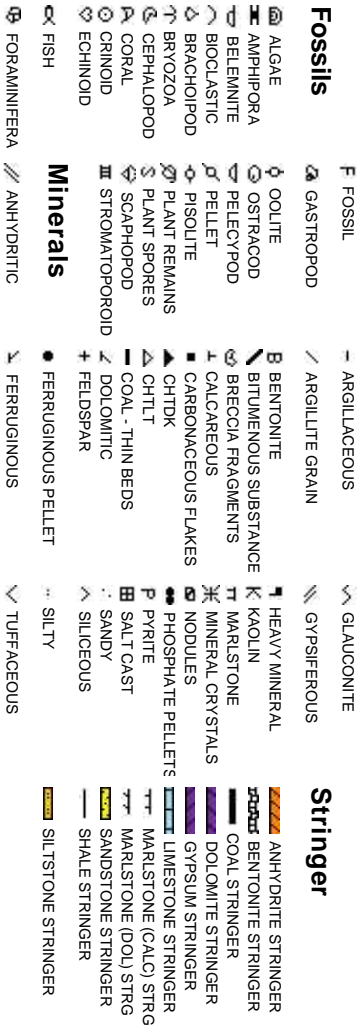 Fossils
ALGAE
AMPHIPORA
BELEMNITE
BIOCLASTIC
BRACHOIPOD
BRYOZOA
CEPHALOPOD
CORAL
CRINOID
ECHINOID
FISH
FORAMINIFERA
F FOSSIL
GASTROPOD
OOLITE
OSTRACOD
PELECYPOD
PELLET
PISOLITE
PLANT REMAINS
PLANT SPORES
SCAPHOPOD
STROMATOPOROID
Minerals
ANHYDRITIC
ARGILLACEOUS
ARGILLITE GRAIN
B BENTONITE
BITUMENOUS SUBSTANCE
BRECCIA FRAGMENTS
CALCAREOUS
CARBONACEOUS FLAKES
CHTDK
CHTLT
COAL - THIN BEDS
DOLOMITIC
FELDSPAR
FERRUGINOUS PELLET
FERRUGINOUS
GLAUCONITE
GYPSIFEROUS
HEAVY MINERAL
K KAOLIN
MARLSTONE
MINERAL CRYSTALS
NODULES
PHOSPHATE PELLETS
P PYRITE
SALT CAST
SANDY
SILICEOUS
SILTY
TUFFACEOUS
Stringer
ANHYDRITE STRINGER
BENTONITE STRINGER
COAL STRINGER
DOLOMITE STRINGER
GYPSUM STRINGER
LIMESTONE STRINGER
MARLSTONE (CALC) STRG
MARLSTONE (DOL) STRG
SANDSTONE STRINGER
SHALE STRINGER
SILTSTONE STRINGER